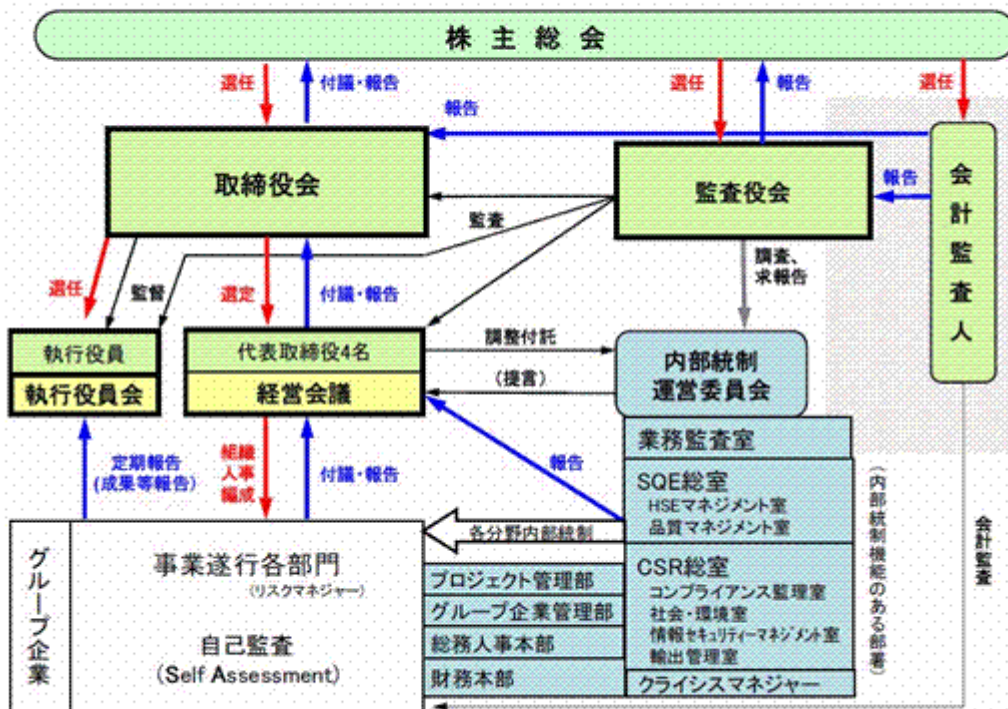 株主総会
選任
付議・報告
選任
報告
選任
報告
取締役会
監査役会
報告
会計監査人
監査
選任
監督
選定
付議・報告
調査、
求報告
執行役員
執行役員会
代表取締役4名
経営会議
調整付託
(提言)
内部統制
運営委員会
定期報告
(成果等報告)
組織
人事
編成
付議・報告
報告
業務監査室
SQE総室
HSEマネジメント室
品質マネジメント室
CSR総室
コンプライアンス監理室
社会・環境室
情報セキュリティーマネジメント室
輸出管理室
クライシスマネジャー
(内部統制機能のある部署)
会計監査
各分野内部統制
プロジェクト管理部
グループ企業管理部
総務人事本部
財務本部
グループ企業
事業遂行各部門
(リスクマネジャー)
自己監査
(Self Assessment)